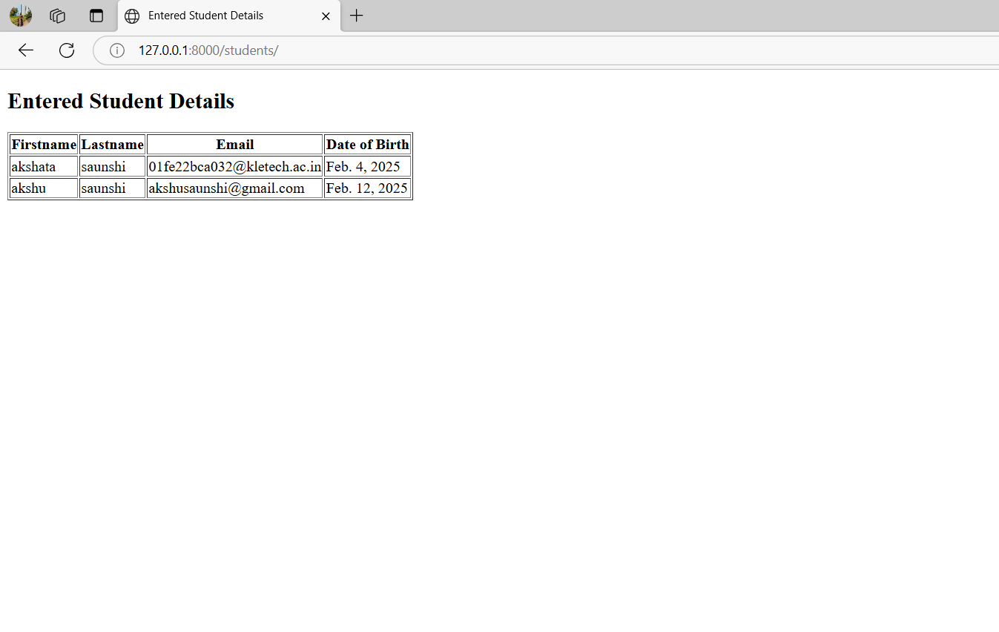 Entered Student Details
127.0.0.1:8000/students/
Entered Student Details
Firstname Lastname Email Date of Birth
akshata saunshi 01fe22bca032@kletech.ac.in Feb. 4, 2025
akshu saunshi akshusaunshi@gmail.com Feb. 12, 2025